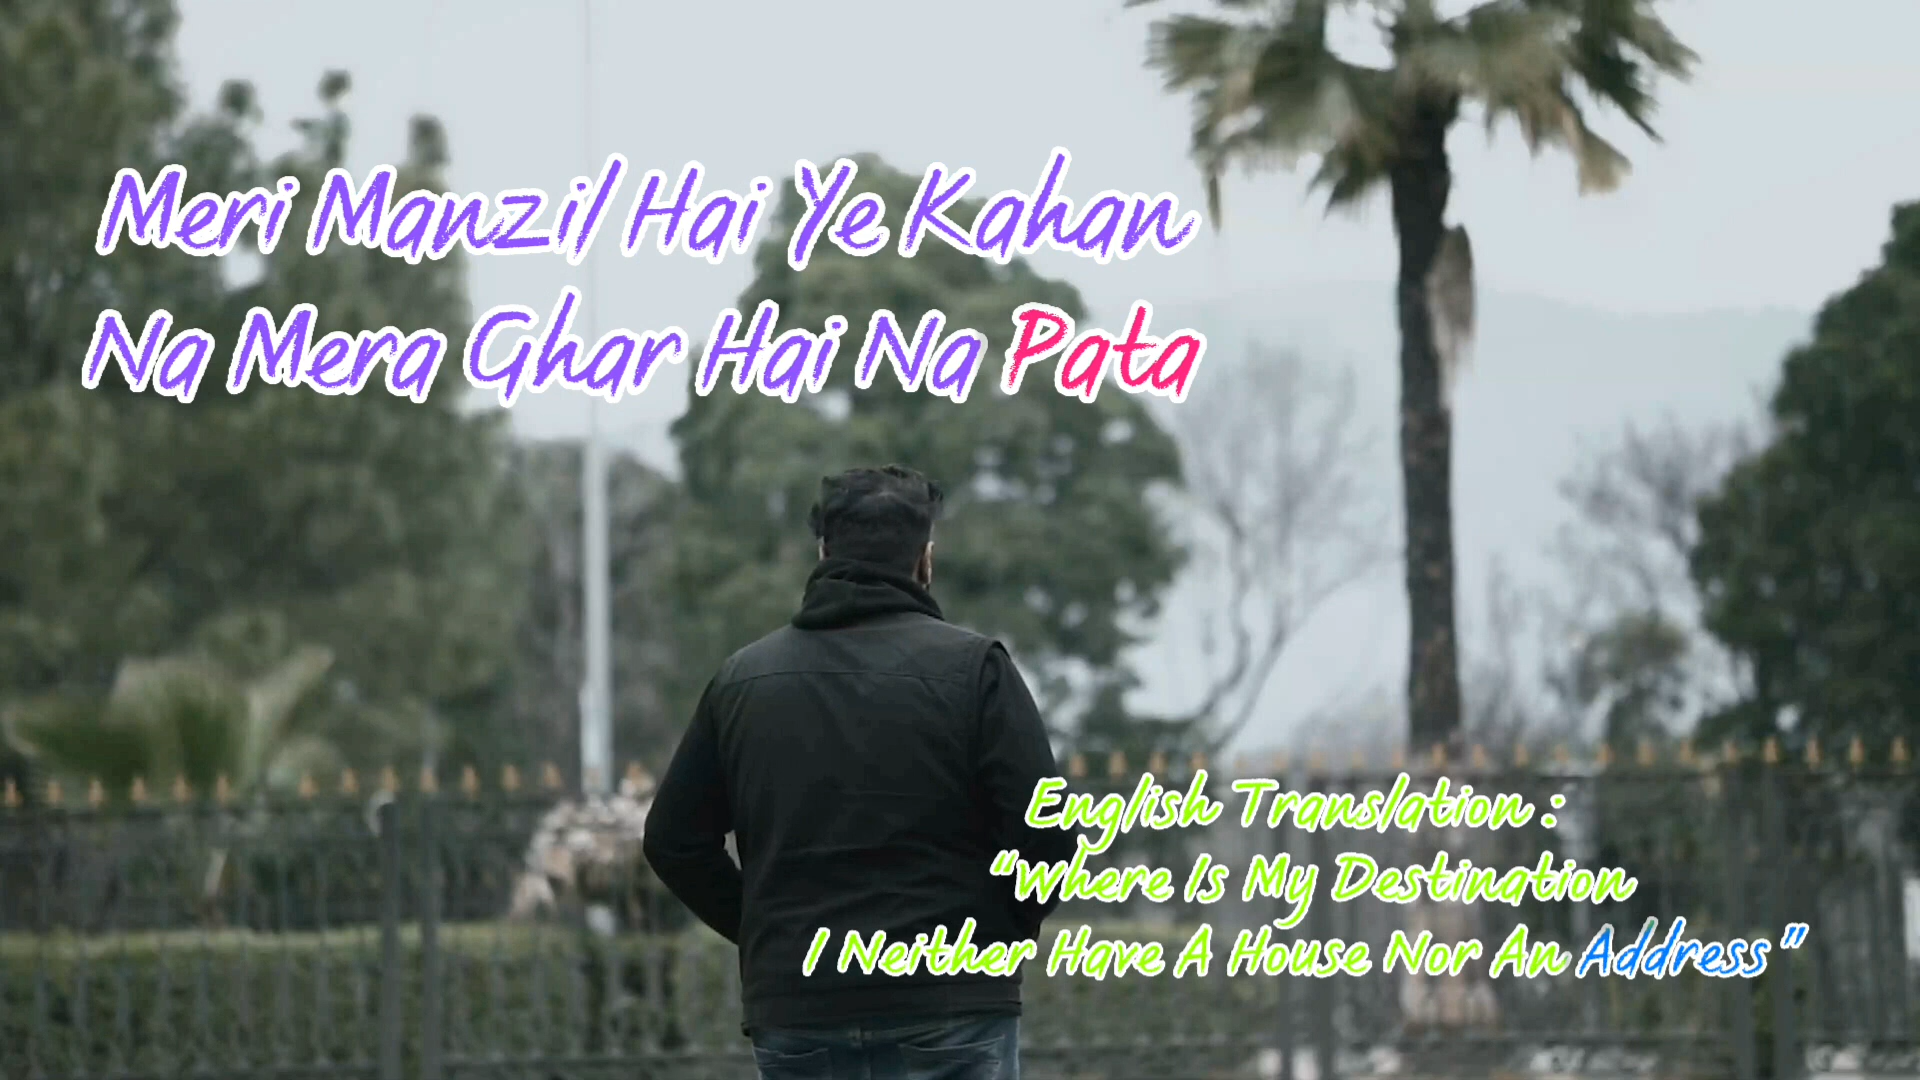 Meri Manzil Hai Ye Kahan
Na Mera Ghar Hai Na Pata
English Translation :
“Where Is My Destination
I Neither Have A House Nor An Address”